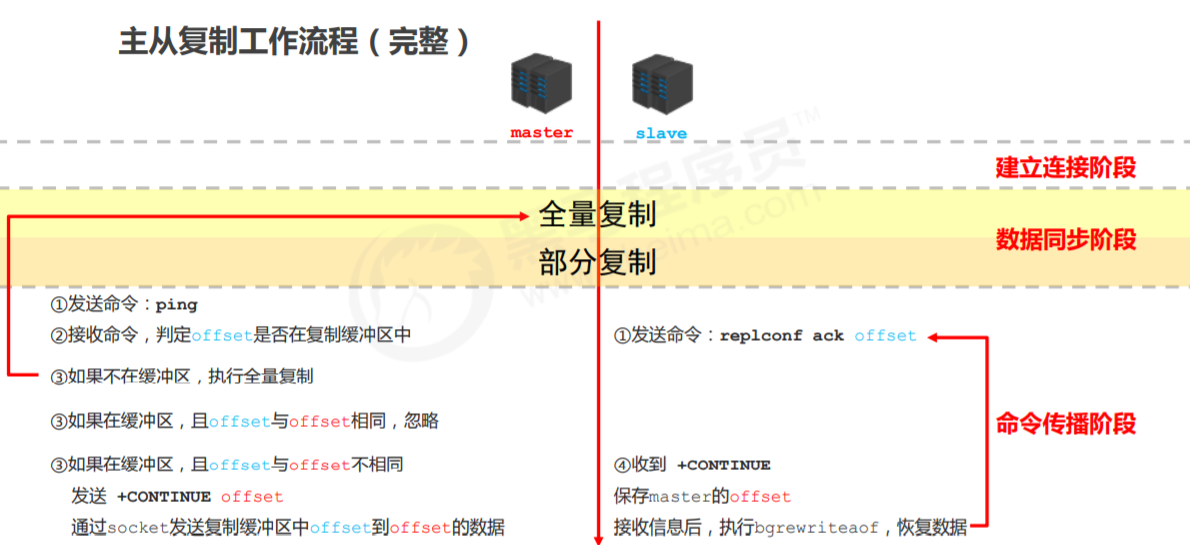 主从复制工作流程（完整）
master
slave
建立连接阶段
全量复制
数据同步阶段
部分复制
①发送命令：ping
②接收命令，判定offset是否在复制缓冲区中
①发送命令：replconf ack offset
③如果不在缓冲区，执行全量复制
③如果在缓冲区，且offset与offset相同，忽略
命令传播阶段
③如果在缓冲区，且offset与offset不相同
发送 +CONTINUE offset
通过socket发送复制缓冲区中offset到offset的数据
④收到 +CONTINUE
保存master的offset
接收信息后，执行bgrewriteaof，恢复数据
程序员™